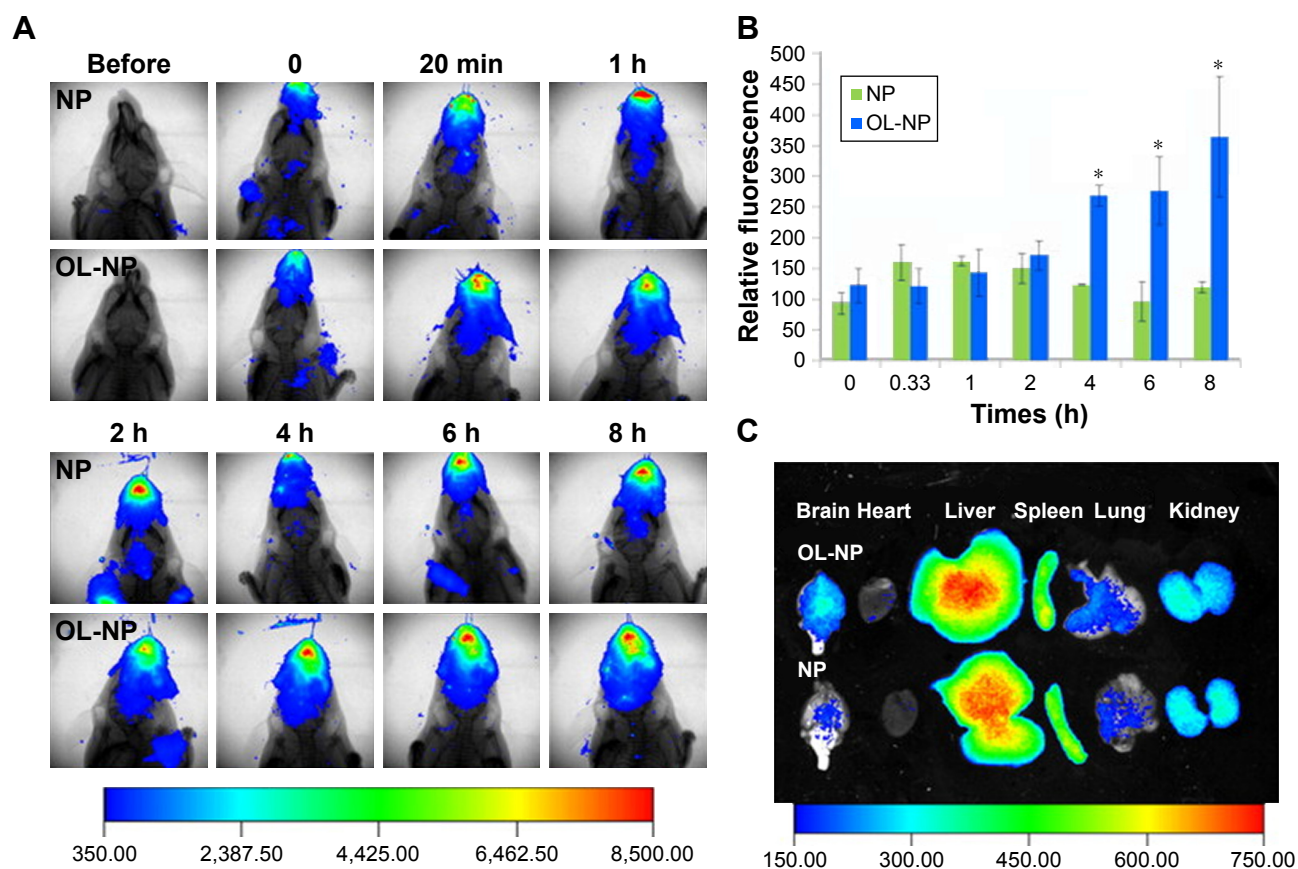 A
Before 0 20 min 1 h
NP
OL-NP
2 h 4 h 6 h 8 h
NP
OL-NP
350.00 2,387.50 4,425.00 6,462.50 8,500.00
B
Relative fluorescence
500
450
400
350
300
250
200
150
100
50
0
NP
OL-NP
*
*
*
0 0.33 1 2 4 6 8
Times (h)
C
Brain Heart Liver Spleen Lung Kidney
OL-NP
NP
150.00 300.00 450.00 600.00 750.00